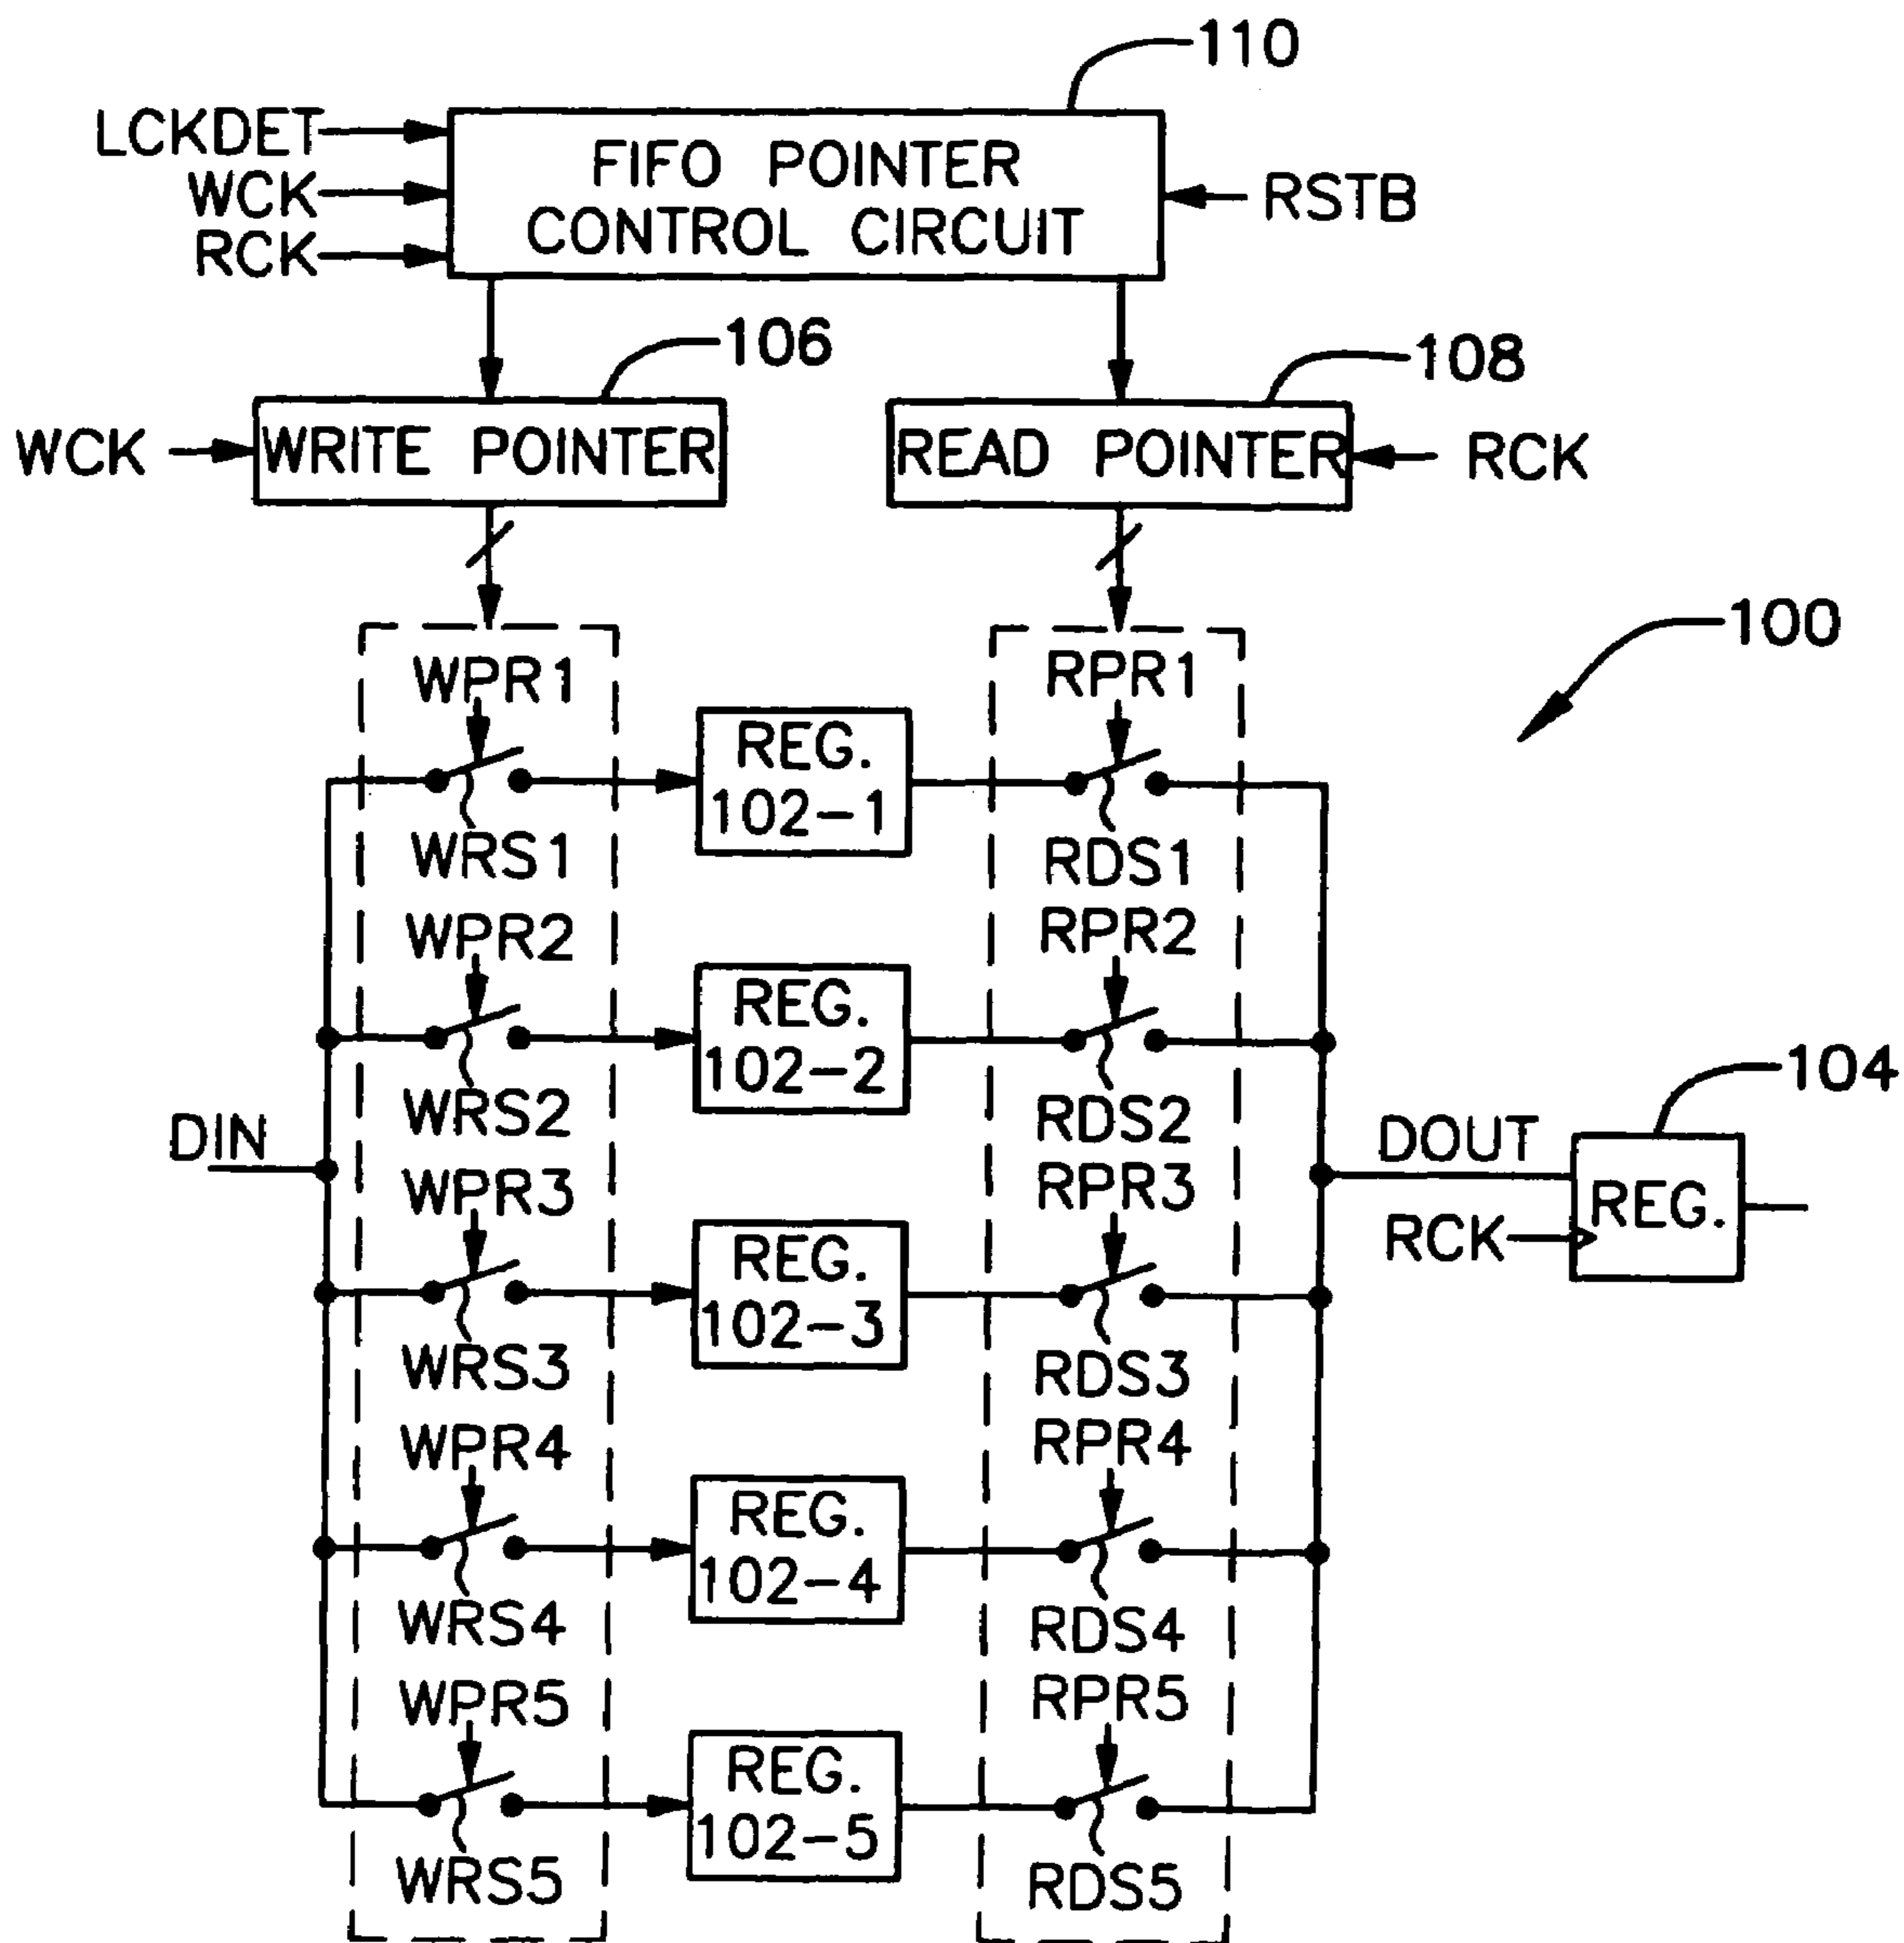 110
LCKDET
WCK
RCK
FIFO POINTER
CONTROL CIRCUIT
RSTB
106
108
WCK
WRITE POINTER
READ POINTER
RCK
100
WPR1
RPR1
REG.
102-1
WRS1
RDS1
WPR2
RPR2
REG.
102-2
WRS2
RDS2
104
DIN
DOUT
WPR3
RPR3
REG.
RCK
REG.
102-3
WRS3
RDS3
WPR4
RPR4
REG.
102-4
WRS4
RDS4
WPR5
RPR5
REG.
102-5
WRS5
RDS5